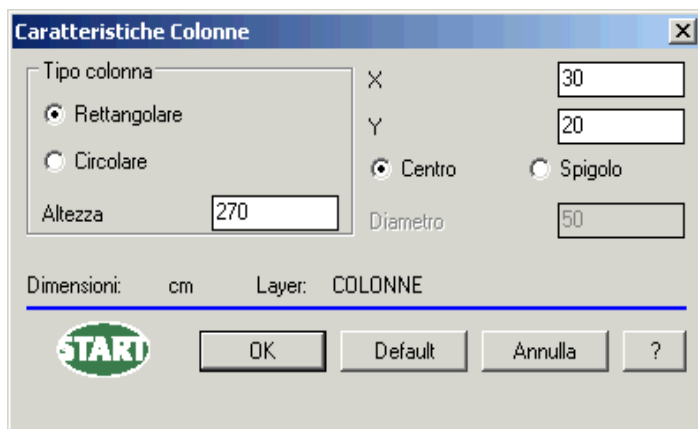 Caratteristiche Colonne
Tipo colonna
Rettangolare
Circolare
Altezza 270
X 30
Y 20
Centro Spigolo
Diametro 50
Dimensioni: cm Layer: COLONNE
START OK Default Annulla ?